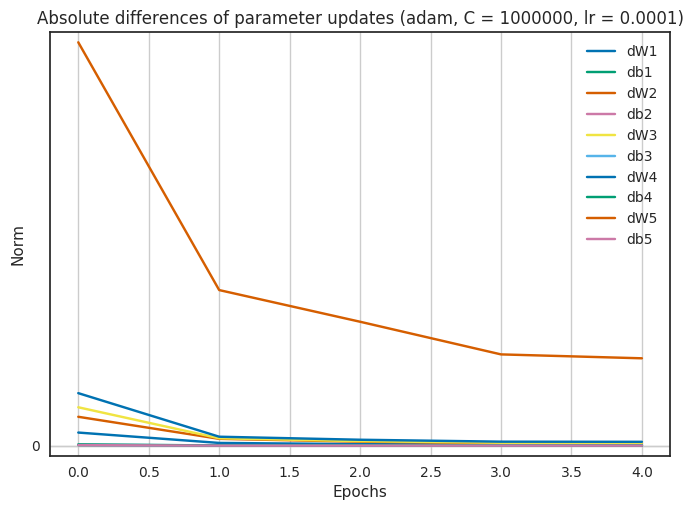 Absolute differences of parameter updates (adam, C = 1000000, lr = 0.0001)
dW1
db1
dW2
db2
dW3
db3
dW4
db4
dW5
db5
Norm
0
0.0 0.5 1.0 1.5 2.0 2.5 3.0 3.5 4.0
Epochs